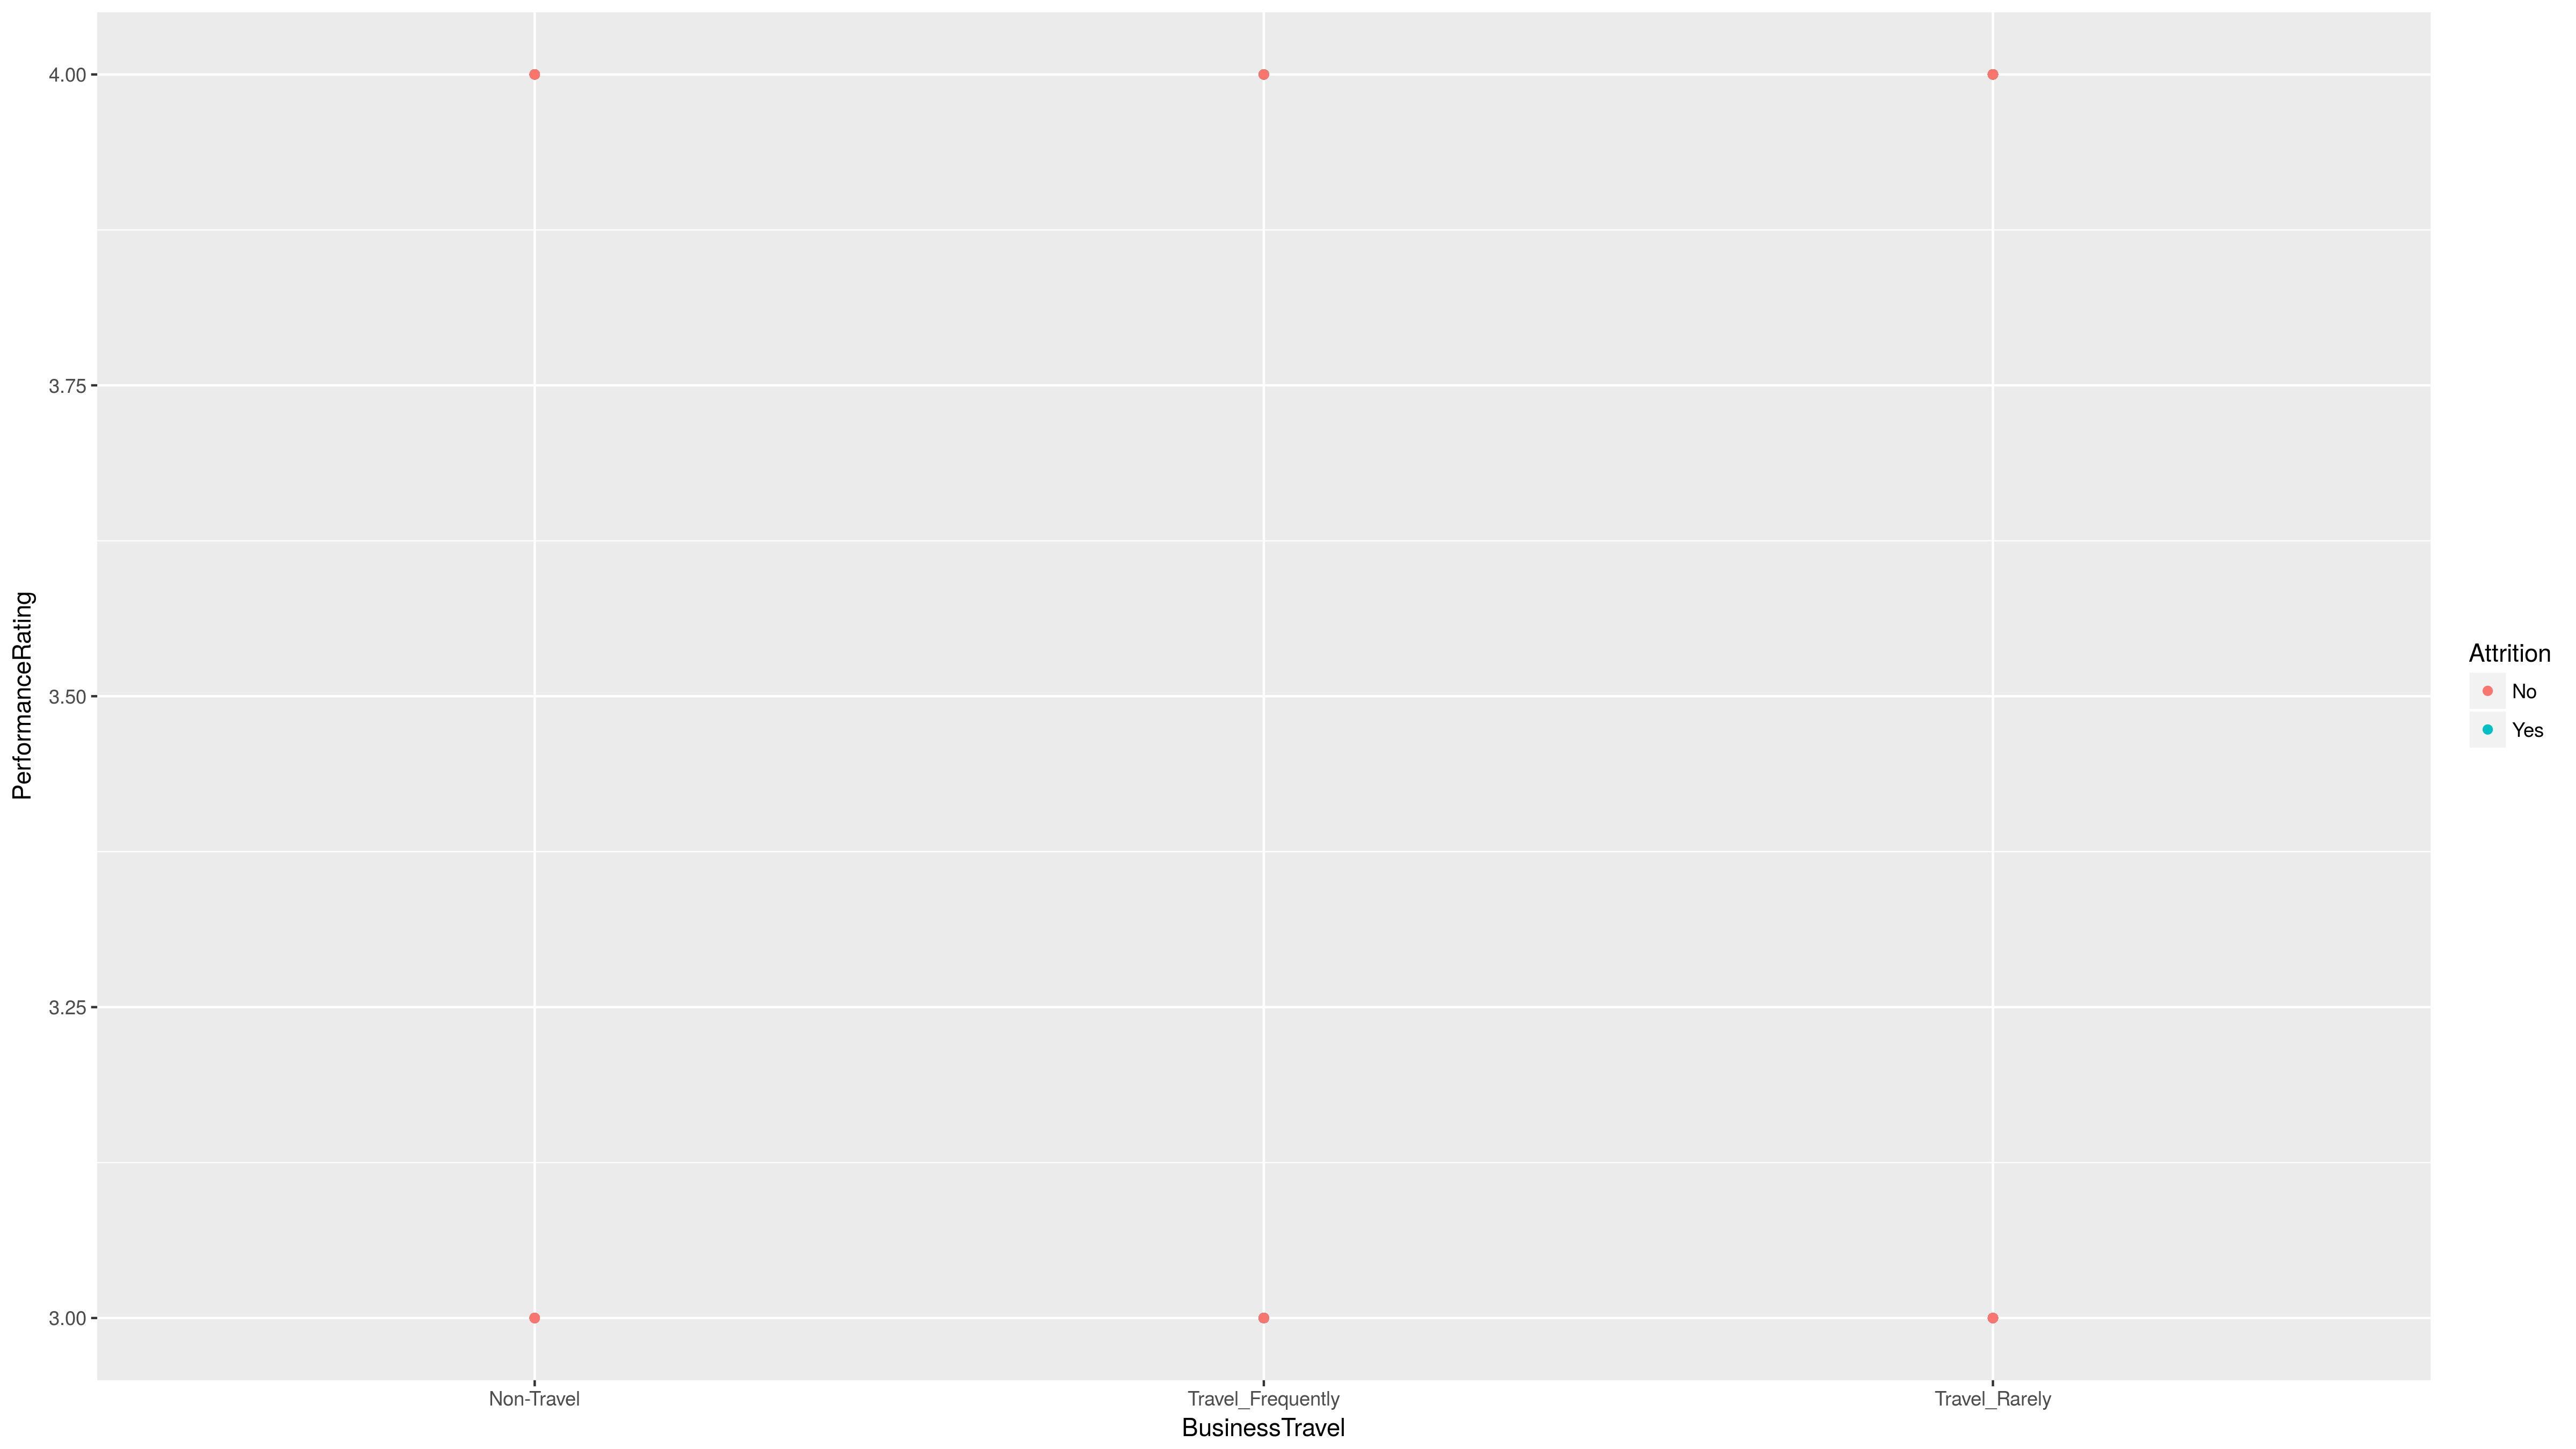 4.00
3.75
3.50
3.25
3.00
PerformanceRating
Non-Travel
Travel_Frequently
Travel_Rarely
BusinessTravel
Attrition
No
Yes